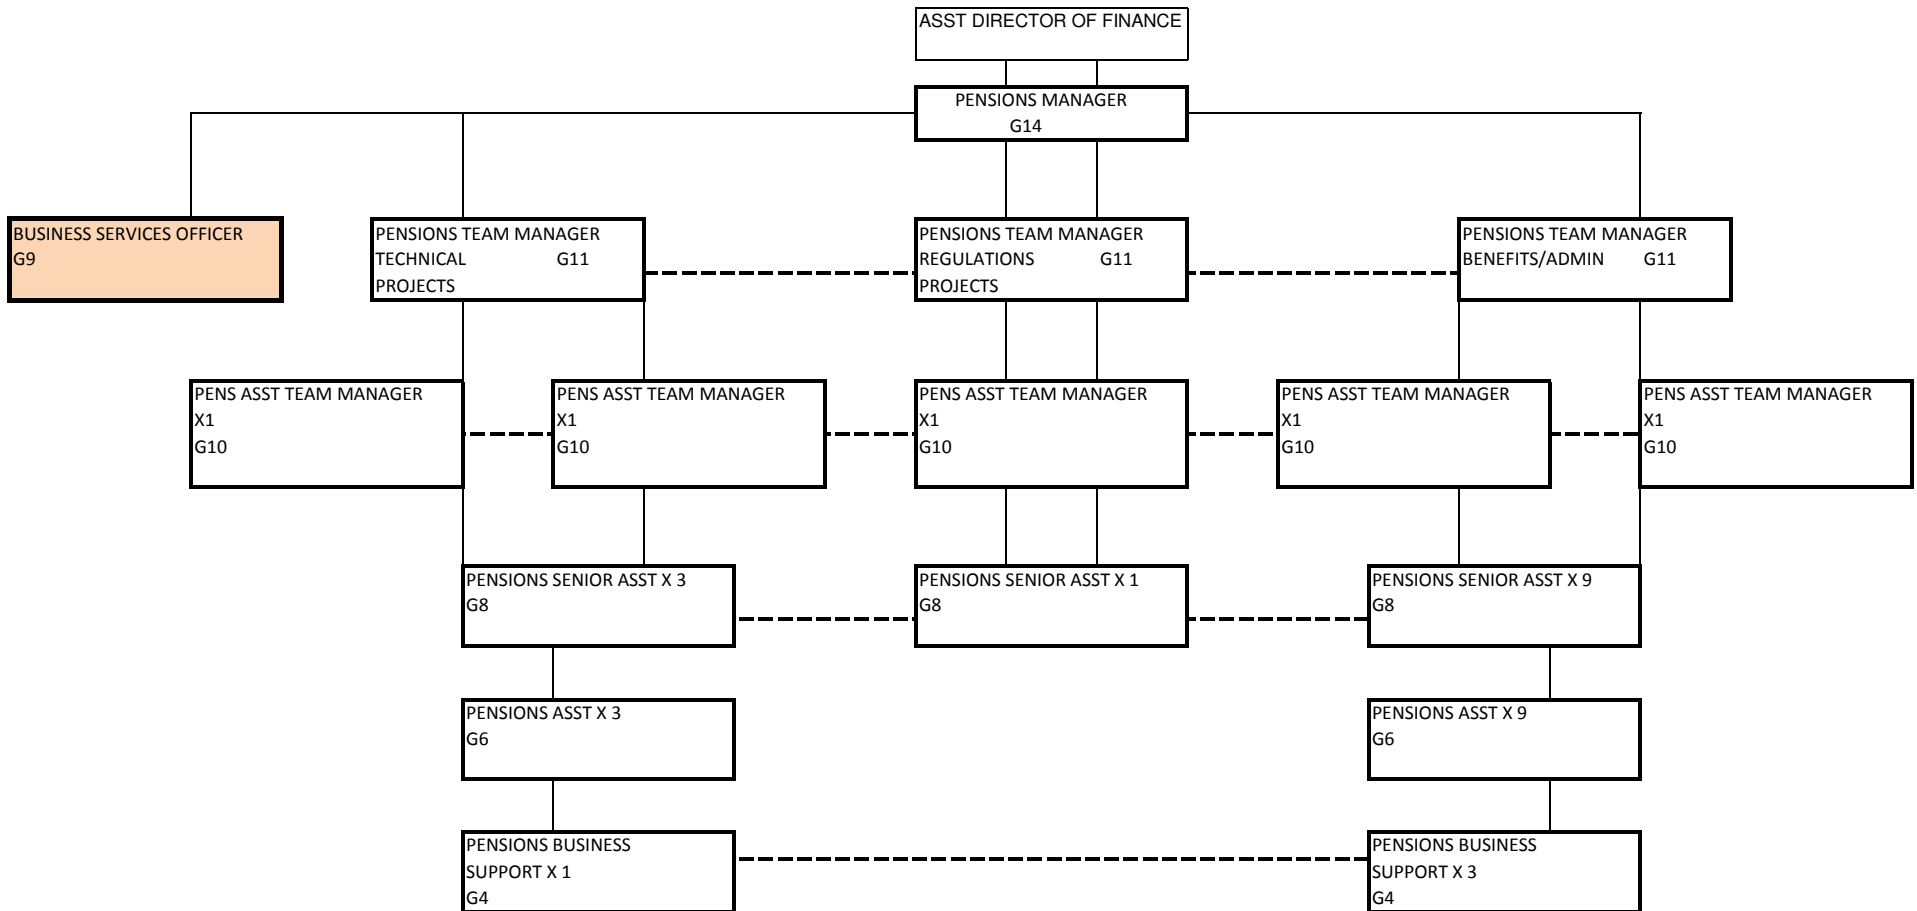 ASST DIRECTOR OF FINANCE
PENSIONS MANAGER
G14
BUSINESS SERVICES OFFICER
G9
PENSIONS TEAM MANAGER
TECHNICAL G11
PROJECTS
PENSIONS TEAM MANAGER
REGULATIONS G11
PROJECTS
PENSIONS TEAM MANAGER
BENEFITS/ADMIN G11
PENS ASST TEAM MANAGER
X1
G10
PENS ASST TEAM MANAGER
X1
G10
PENS ASST TEAM MANAGER
X1
G10
PENS ASST TEAM MANAGER
X1
G10
PENS ASST TEAM MANAGER
X1
G10
PENSIONS SENIOR ASST X 3
G8
PENSIONS SENIOR ASST X 1
G8
PENSIONS SENIOR ASST X 9
G8
PENSIONS ASST X 3
G6
PENSIONS ASST X 9
G6
PENSIONS BUSINESS
SUPPORT X 1
G4
PENSIONS BUSINESS
SUPPORT X 3
G4